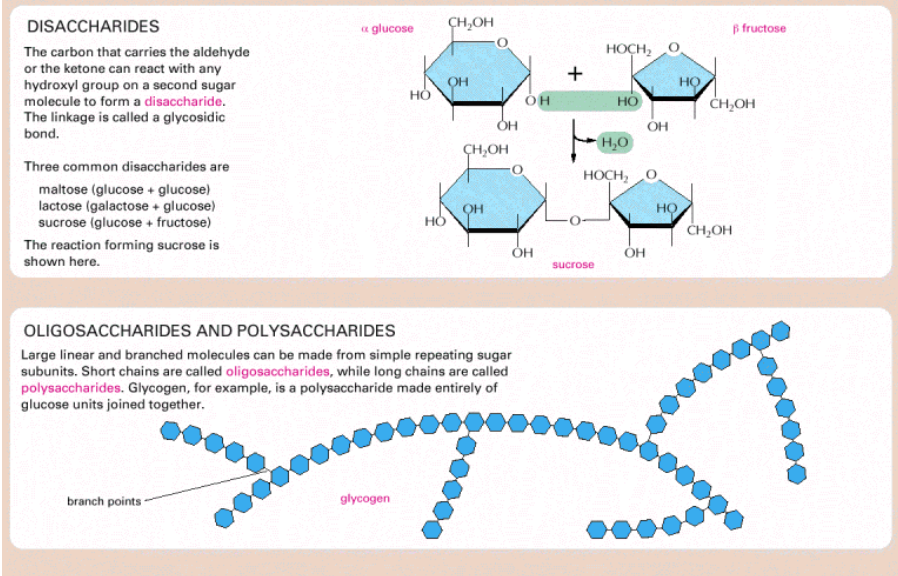 DISACCHARIDES
The carbon that carries the aldehyde
or the ketone can react with any
hydroxyl group on a second sugar
molecule to form a disaccharide.
The linkage is called a glycosidic
bond.
Three common disaccharides are
maltose (glucose + glucose)
lactose (galactose + glucose)
sucrose (glucose + fructose)
The reaction forming sucrose is
shown here.
α glucose
CH₂OH
O
OH
HO
OH
OH
+
β fructose
HOCH₂
O
HO
HO
CH₂OH
OH
H₂O
CH₂OH
O
OH
HO
OH
O
HOCH₂
O
HO
CH₂OH
OH
sucrose
OLIGOSACCHARIDES AND POLYSACCHARIDES
Large linear and branched molecules can be made from simple repeating sugar
subunits. Short chains are called oligosaccharides, while long chains are called
polysaccharides. Glycogen, for example, is a polysaccharide made entirely of
glucose units joined together.
branch points
glycogen